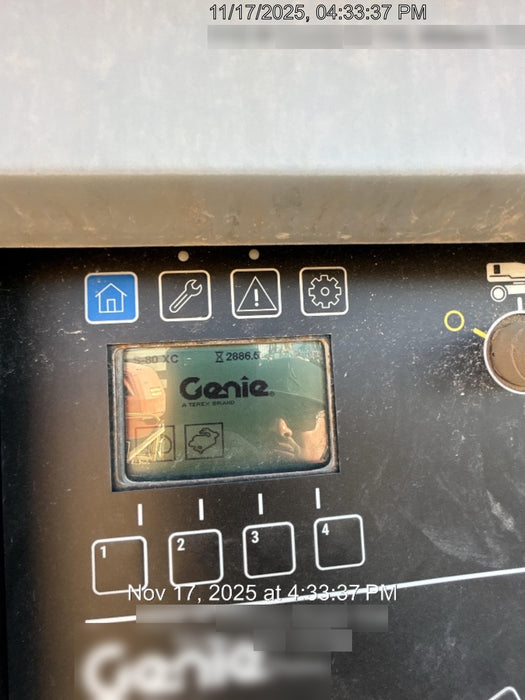 11/17/2025, 04:33:37 PM
S-80 XC 2886.5
Genie
A TEREX BRAND
1 2 3 4
Nov 17, 2025 at 4:33:37 PM
Genie